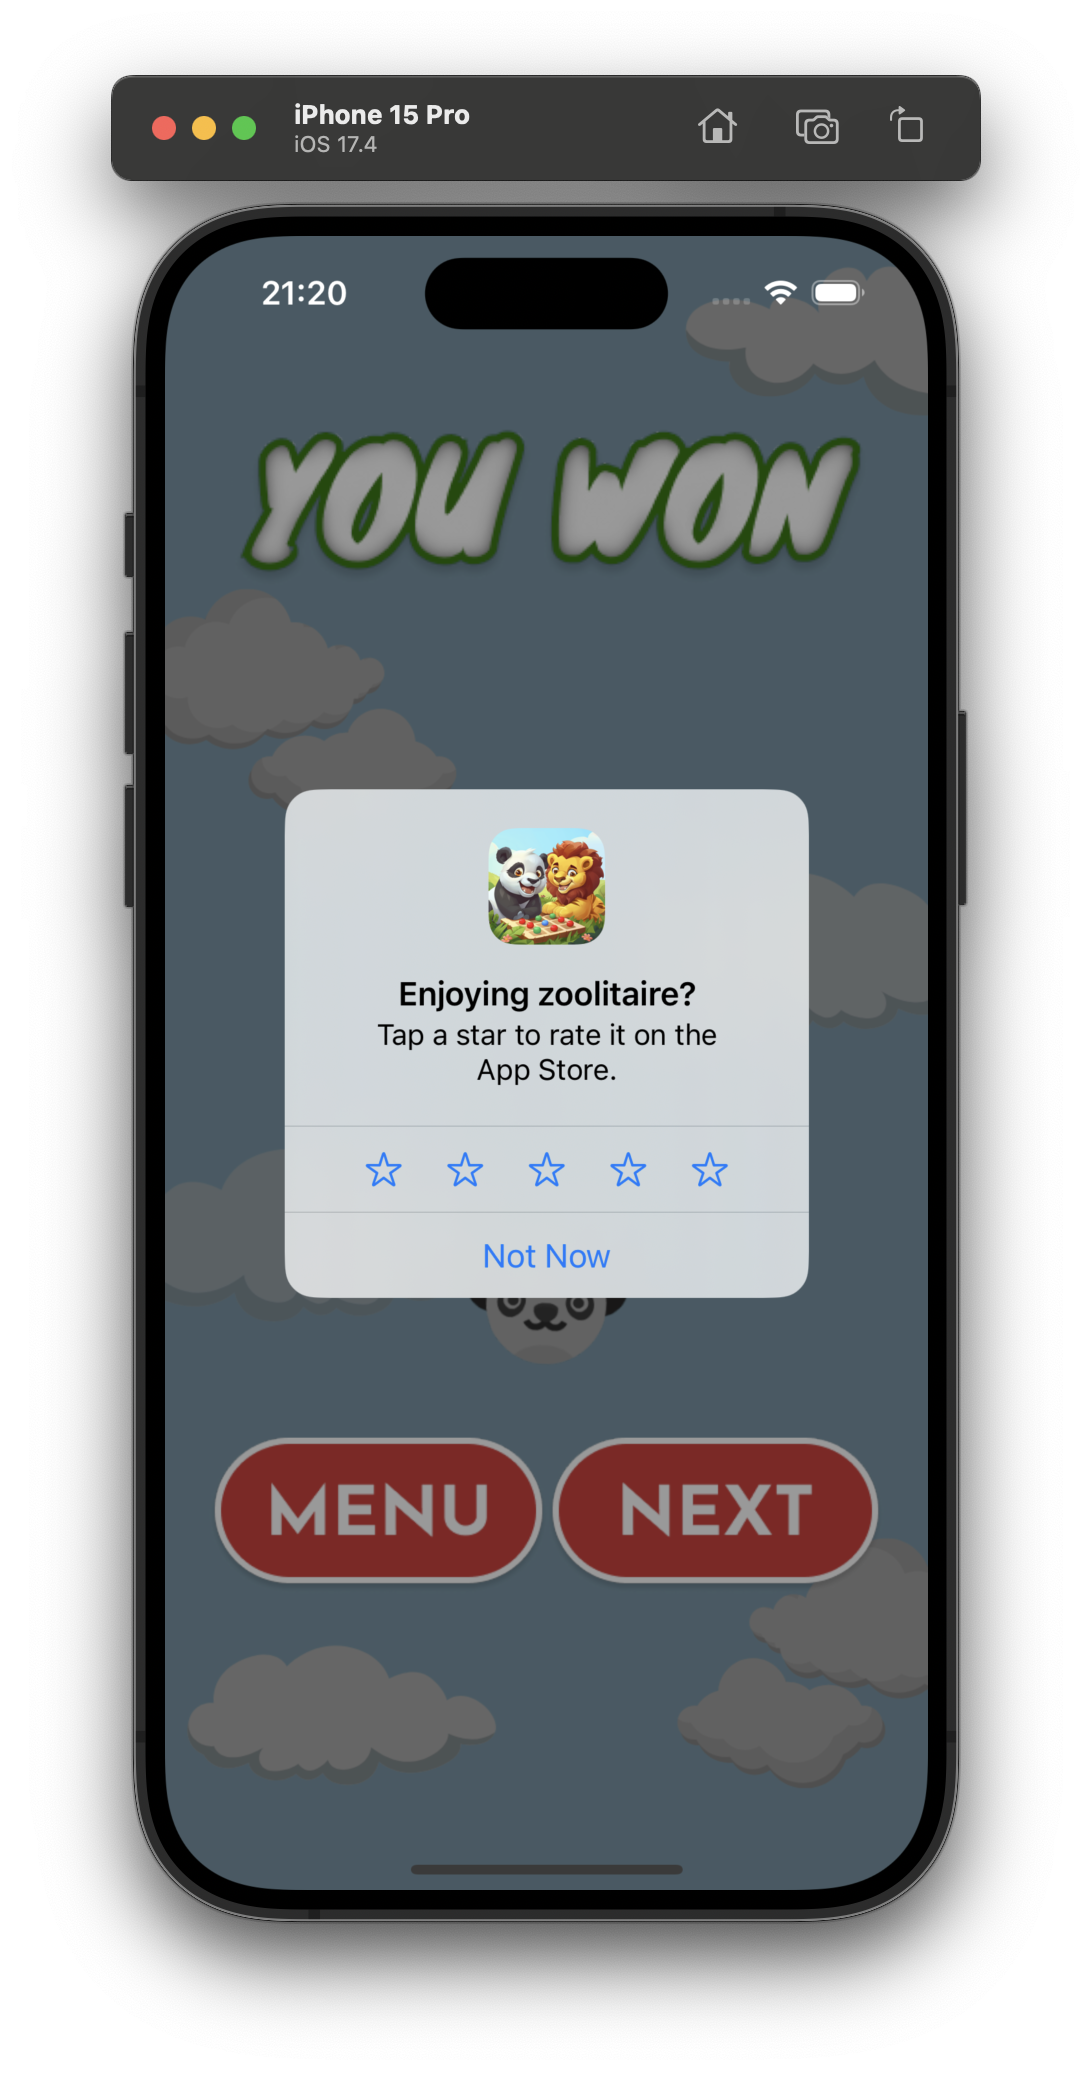 iPhone 15 Pro
iOS 17.4
21:20
YOU WON
Enjoying zoolitaire?
Tap a star to rate it on the
App Store.
Not Now
MENU
NEXT